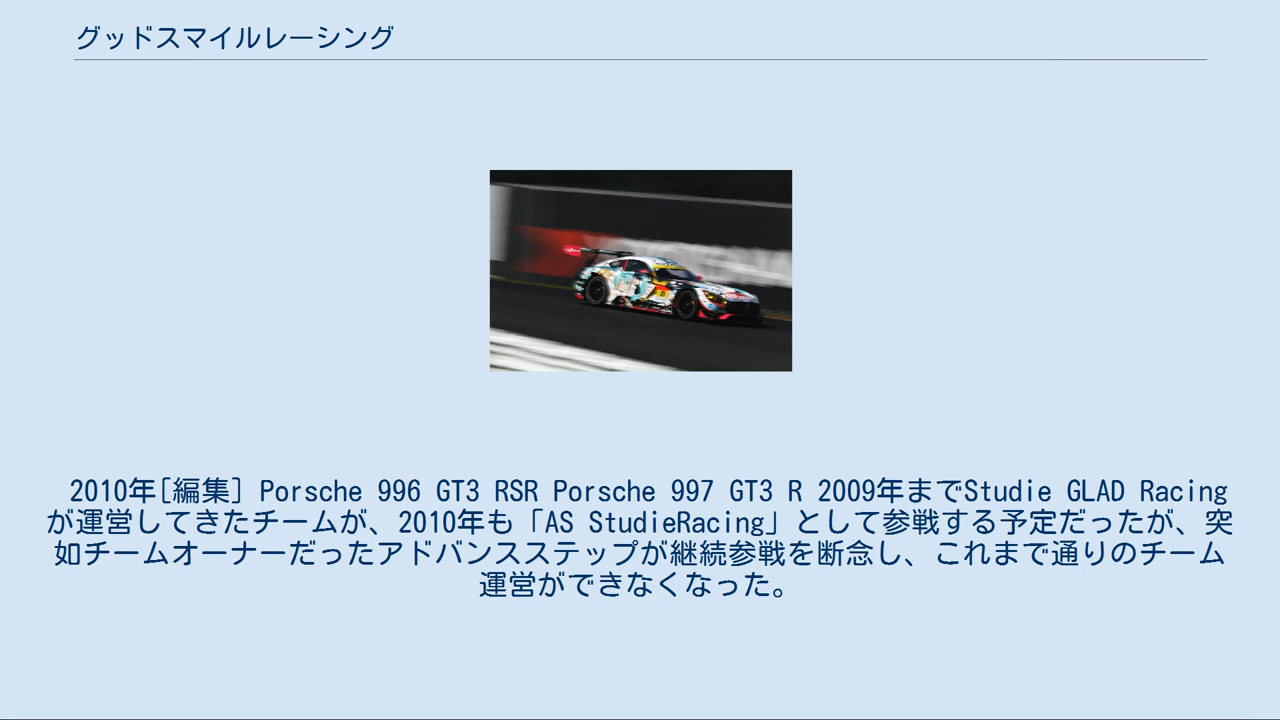 グッドスマイルレーシング
2010年[編集] Porsche 996 GT3 RSR Porsche 997 GT3 R 2009年までStudie GLAD Racing
が運営してきたチームが、2010年も「AS StudieRacing」として参戦する予定だったが、突
如チームオーナーだったアドバンスステップが継続参戦を断念し、これまで通りのチーム
運営ができなくなった。